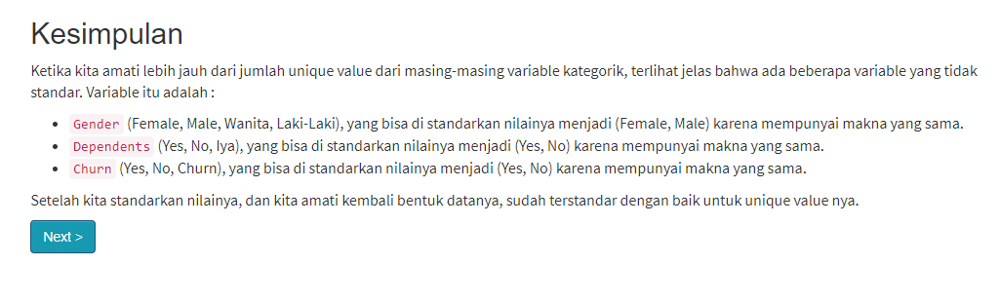 Kesimpulan
Ketika kita amati lebih jauh dari jumlah unique value dari masing-masing variable kategorik, terlihat jelas bahwa ada beberapa variable yang tidak
standar. Variable itu adalah :
• Gender (Female, Male, Wanita, Laki-Laki), yang bisa di standarkan nilainya menjadi (Female, Male) karena mempunyai makna yang sama.
• Dependents (Yes, No, Iya), yang bisa di standarkan nilainya menjadi (Yes, No) karena mempunyai makna yang sama.
• Churn (Yes, No, Churn), yang bisa di standarkan nilainya menjadi (Yes, No) karena mempunyai makna yang sama.
Setelah kita standarkan nilainya, dan kita amati kembali bentuk datanya, sudah terstandar dengan baik untuk unique value nya.
Next >